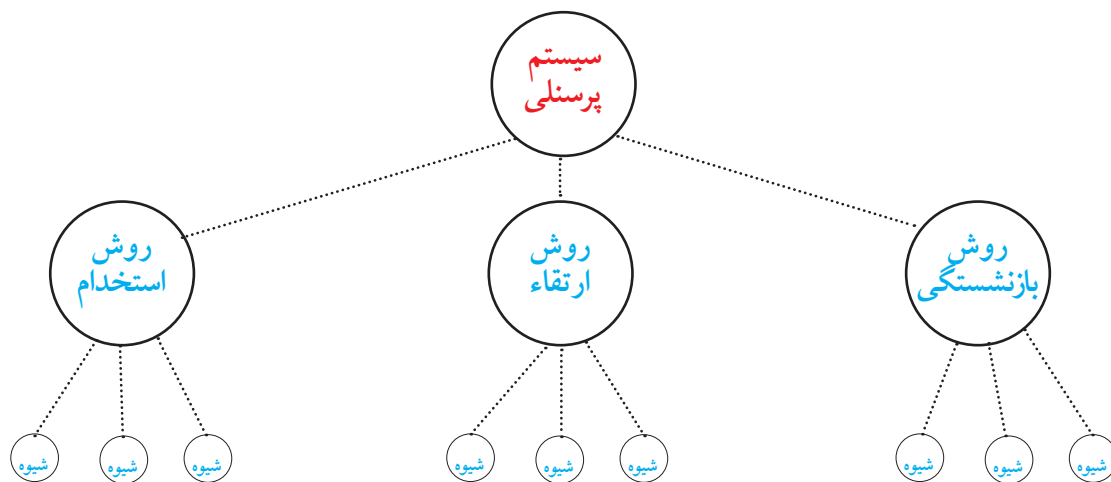 سیستم
پرسنلی
روش
بازنشستگی
روش
ارتقاء
روش
استخدام
شیوه
شیوه
شیوه
شیوه
شیوه
شیوه
شیوه
شیوه
شیوه